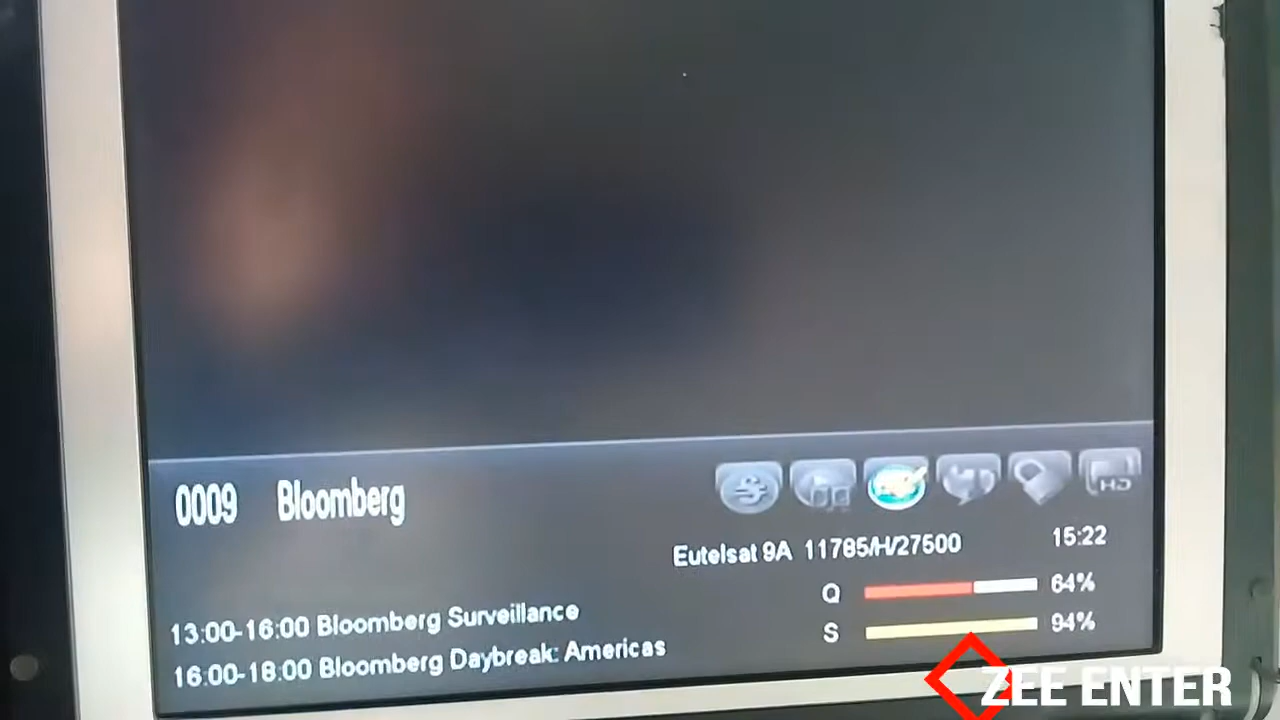 0009 Bloomberg
HD
Eutelsat 9A 11785/H/27500 15:22
Q 64%
S 94%
13:00-16:00 Bloomberg Surveillance
16:00-18:00 Bloomberg Daybreak: Americas
ZEE ENTER